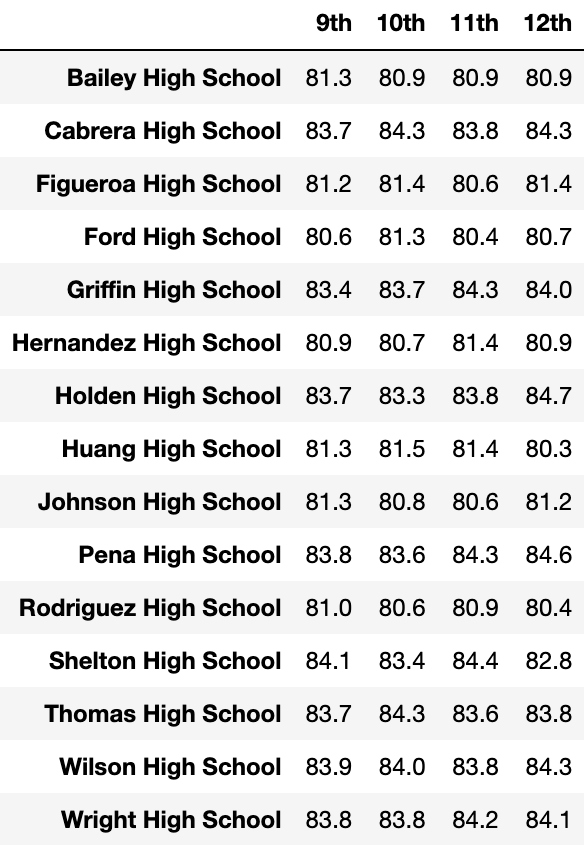 9th 10th 11th 12th
Bailey High School 81.3 80.9 80.9 80.9
Cabrera High School 83.7 84.3 83.8 84.3
Figueroa High School 81.2 81.4 80.6 81.4
Ford High School 80.6 81.3 80.4 80.7
Griffin High School 83.4 83.7 84.3 84.0
Hernandez High School 80.9 80.7 81.4 80.9
Holden High School 83.7 83.3 83.8 84.7
Huang High School 81.3 81.5 81.4 80.3
Johnson High School 81.3 80.8 80.6 81.2
Pena High School 83.8 83.6 84.3 84.6
Rodriguez High School 81.0 80.6 80.9 80.4
Shelton High School 84.1 83.4 84.4 82.8
Thomas High School 83.7 84.3 83.6 83.8
Wilson High School 83.9 84.0 83.8 84.3
Wright High School 83.8 83.8 84.2 84.1